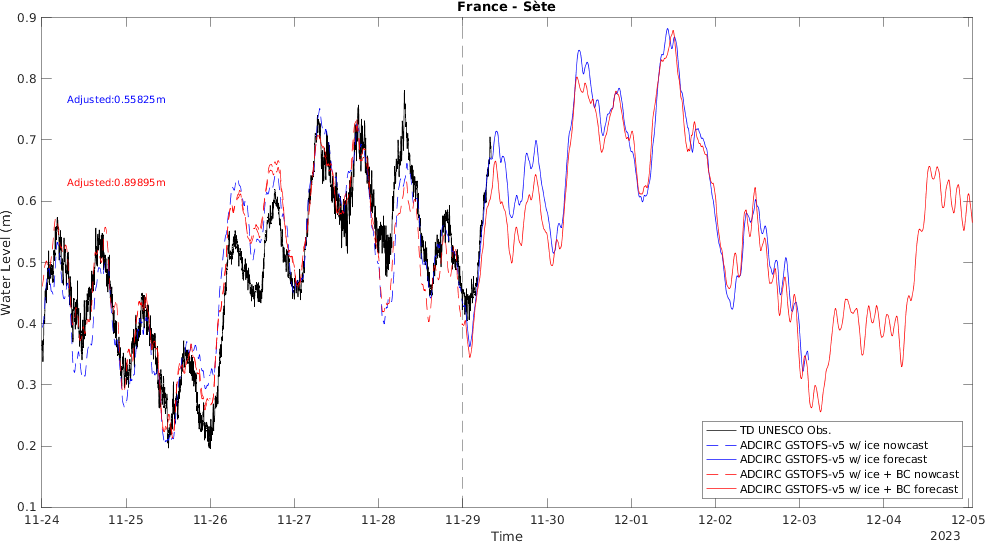 France - Sète
0.9
0.8
0.7
0.6
0.5
0.4
0.3
0.2
0.1
Water Level (m)
Adjusted:0.55825m
Adjusted:0.89895m
TD UNESCO Obs.
ADCIRC GSTOFS-v5 w/ ice nowcast
ADCIRC GSTOFS-v5 w/ ice forecast
ADCIRC GSTOFS-v5 w/ ice + BC nowcast
ADCIRC GSTOFS-v5 w/ ice + BC forecast
11-24 11-25 11-26 11-27 11-28 11-29 11-30 12-01 12-02 12-03 12-04 12-05
Time
2023